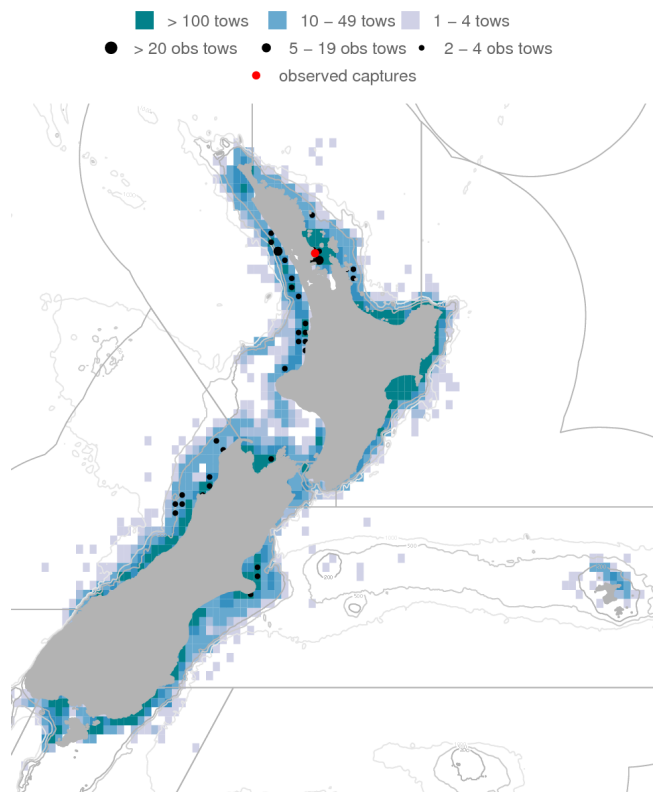 > 100 tows 10 − 49 tows 1 − 4 tows
> 20 obs tows 5 − 19 obs tows 2 − 4 obs tows
observed captures